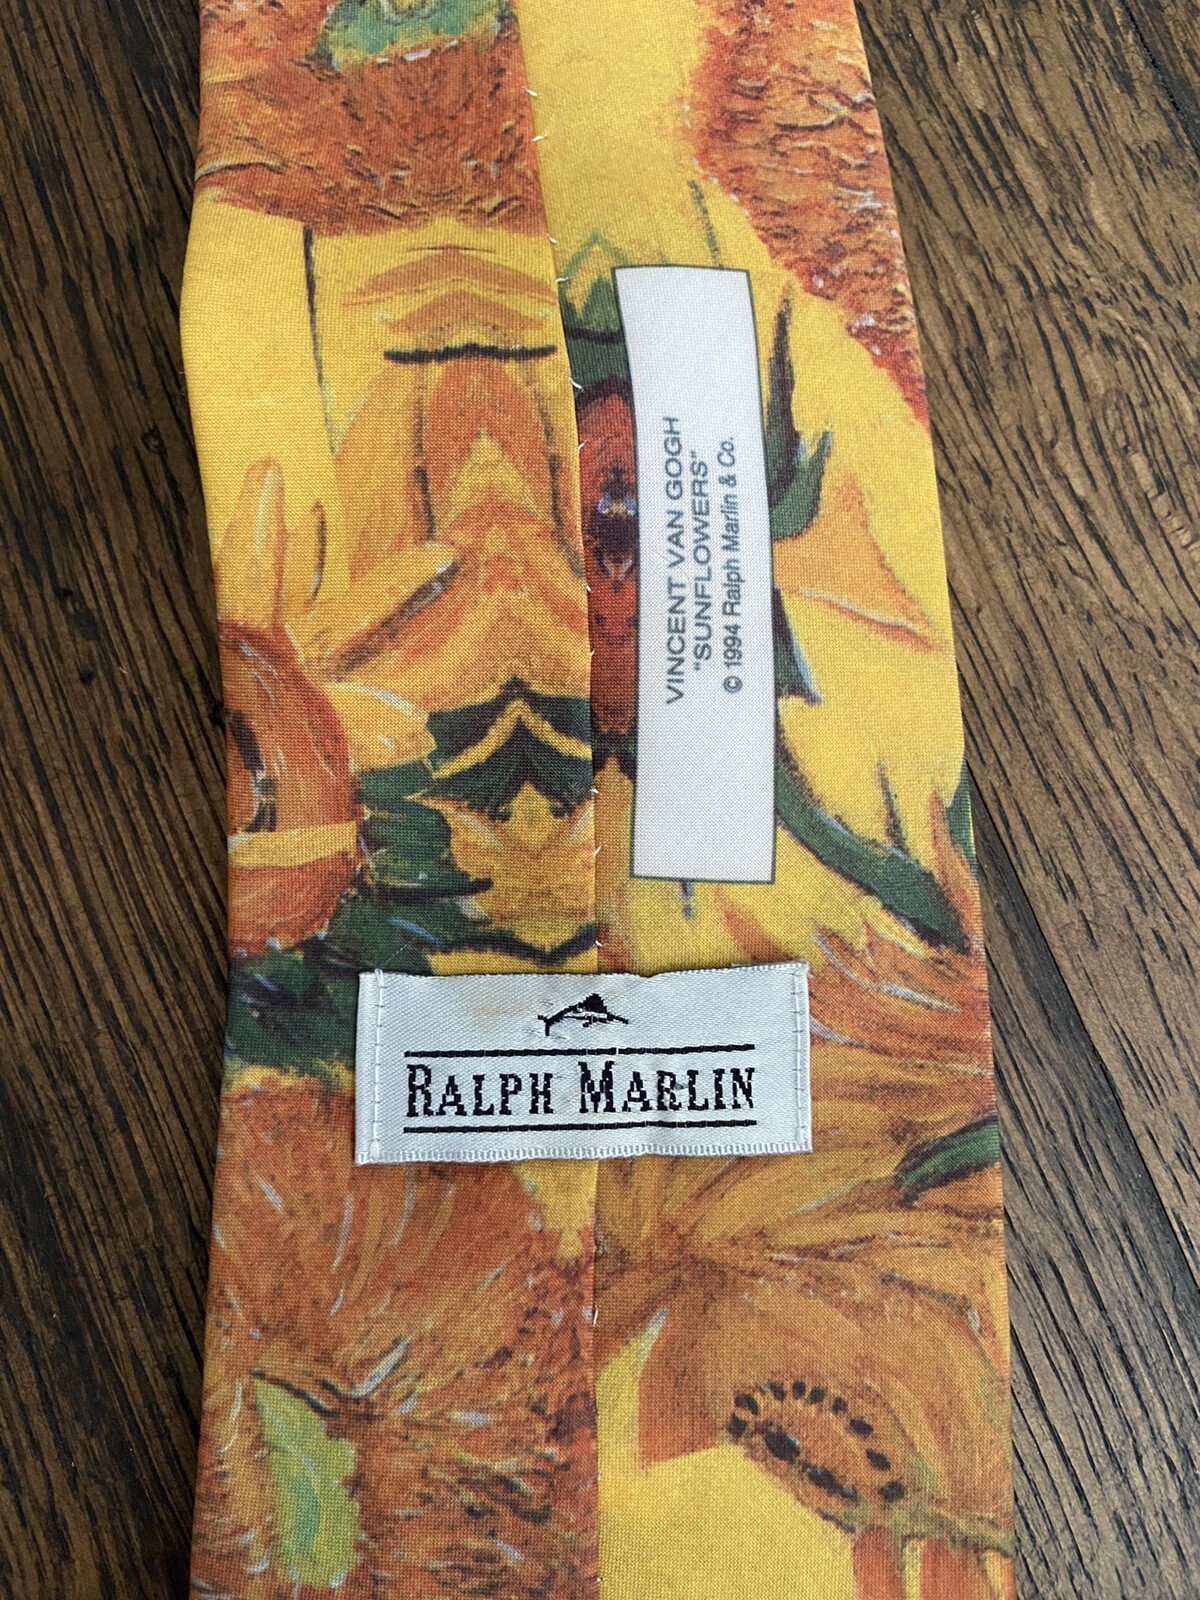 VINCENT VAN GOGH
"SUNFLOWERS"
© 1994 Ralph Marlin & Co.
RALPH MARLIN